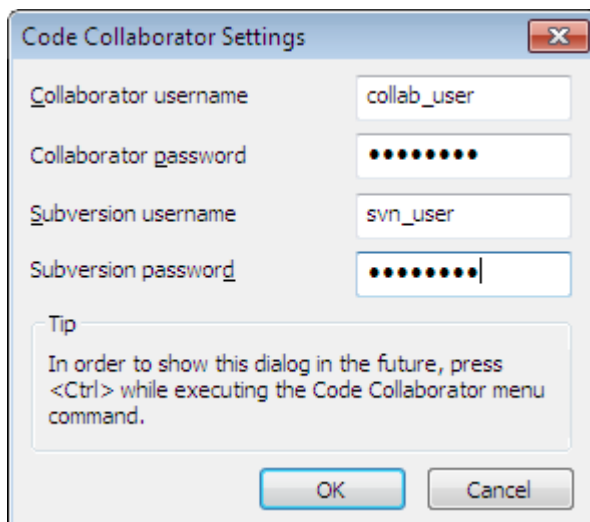 Code Collaborator Settings
Collaborator username
collab_user
Collaborator password
●●●●●●●●
Subversion username
svn_user
Subversion password
●●●●●●●●
Tip
In order to show this dialog in the future, press
<Ctrl> while executing the Code Collaborator menu
command.
OK
Cancel